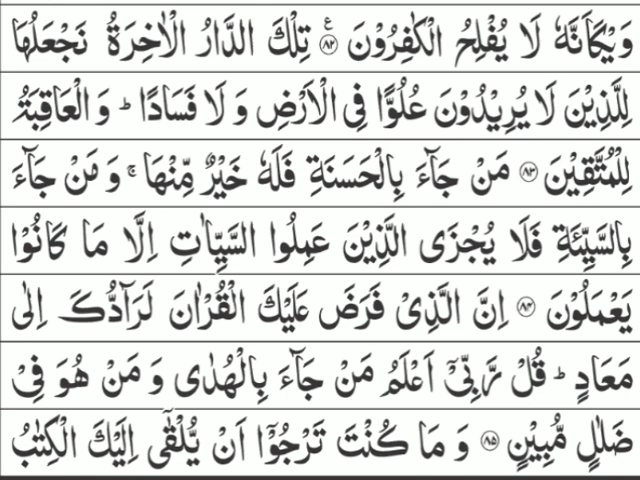 وَيْكَاَنَّهٗ لَا يُفْلِحُ الْكٰفِرُوْنَ ﴿٨٢﴾ ع تِلْكَ الدَّارُ الْاٰخِرَةُ نَجْعَلُهَا
لِلَّذِيْنَ لَا يُرِيْدُوْنَ عُلُوًّا فِى الْاَرْضِ وَ لَا فَسَادًا ؕ وَ الْعَاقِبَةُ
لِلْمُتَّقِيْنَ ﴿٨٣﴾ مَنْ جَآءَ بِالْحَسَنَةِ فَلَهٗ خَيْرٌ مِّنْهَا ۚ وَ مَنْ جَآءَ
بِالسَّيِّئَةِ فَلَا يُجْزَى الَّذِيْنَ عَمِلُوا السَّيِّاٰتِ اِلَّا مَا كَانُوْا
يَعْمَلُوْنَ ﴿٨٤﴾ اِنَّ الَّذِىْ فَرَضَ عَلَيْكَ الْقُرْاٰنَ لَرَآدُّكَ اِلٰى
مَعَادٍ ؕ قُلْ رَّبِّىْۤ اَعْلَمُ مَنْ جَآءَ بِالْهُدٰى وَ مَنْ هُوَ فِىْ
ضَلٰلٍ مُّبِيْنٍ ﴿٨٥﴾ وَ مَا كُنْتَ تَرْجُوْۤا اَنْ يُّلْقٰۤى اِلَيْكَ الْكِتٰبُ